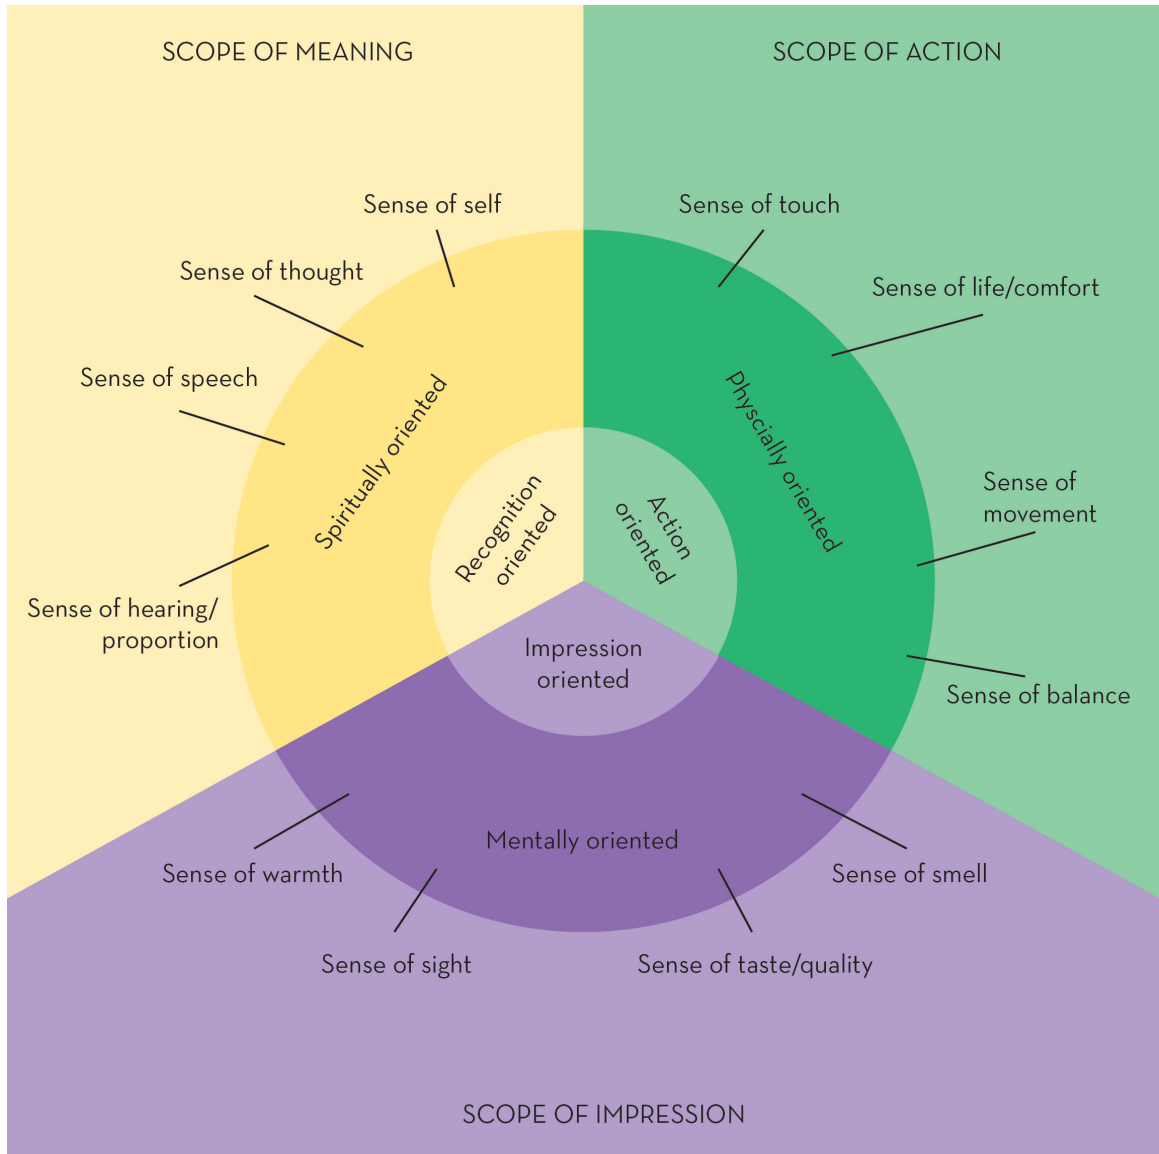 SCOPE OF MEANING
SCOPE OF ACTION
Sense of self
Sense of touch
Sense of thought
Sense of life/comfort
Sense of speech
Spiritually oriented
Physcially oriented
Recognition
oriented
Action
oriented
Sense of
movement
Sense of hearing/
proportion
Impression
oriented
Sense of balance
Mentally oriented
Sense of warmth
Sense of smell
Sense of sight
Sense of taste/quality
SCOPE OF IMPRESSION